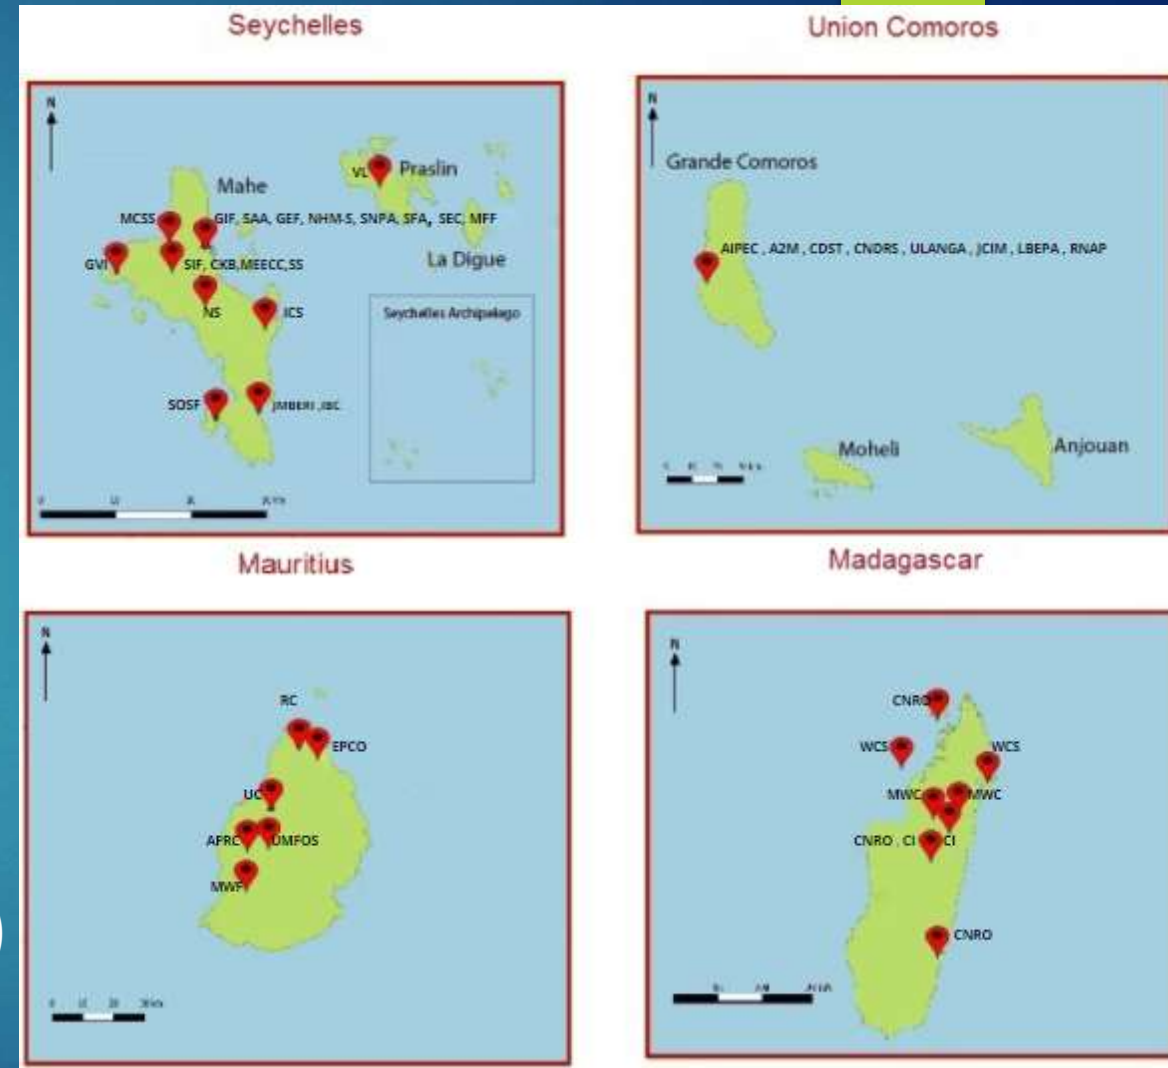 Seychelles
N
Mahe
VL
Praslin
MCSS
GIF, SAA, GEF, NHM-S, SNPA, SFA, SEC, MFF
GVI
SIF, CKB,MEECC,SS
La Digue
NS
ICS
Seychelles Archipelago
SOSF
0
Union Comoros
N
Grande Comoros
AIPEC , A2M , CDST , CNDRS , ULANGA , JCIM , LBEPA , RNAP
Moheli
Anjouan
Mauritius
N
RC
EPCO
UC
APRC
UMFOS
MWF
0
Madagascar
N
CNRO
WCS
WCS
MWC
MWC
CNRO , CI
CI
CNRO